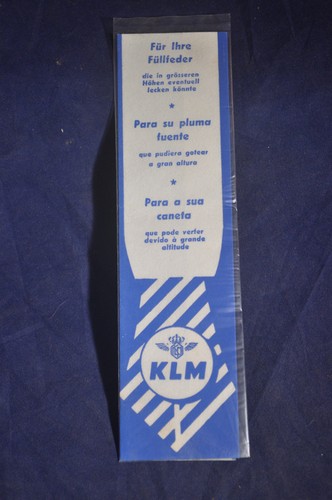 Für Ihre
Füllfeder
die in grösseren
Höhen eventuell
lecken könnte
*
Para su pluma
fuente
que pudiera gotear
a gran altura
*
Para a sua
caneta
que pode verter
devido à grande
altitude
KLM